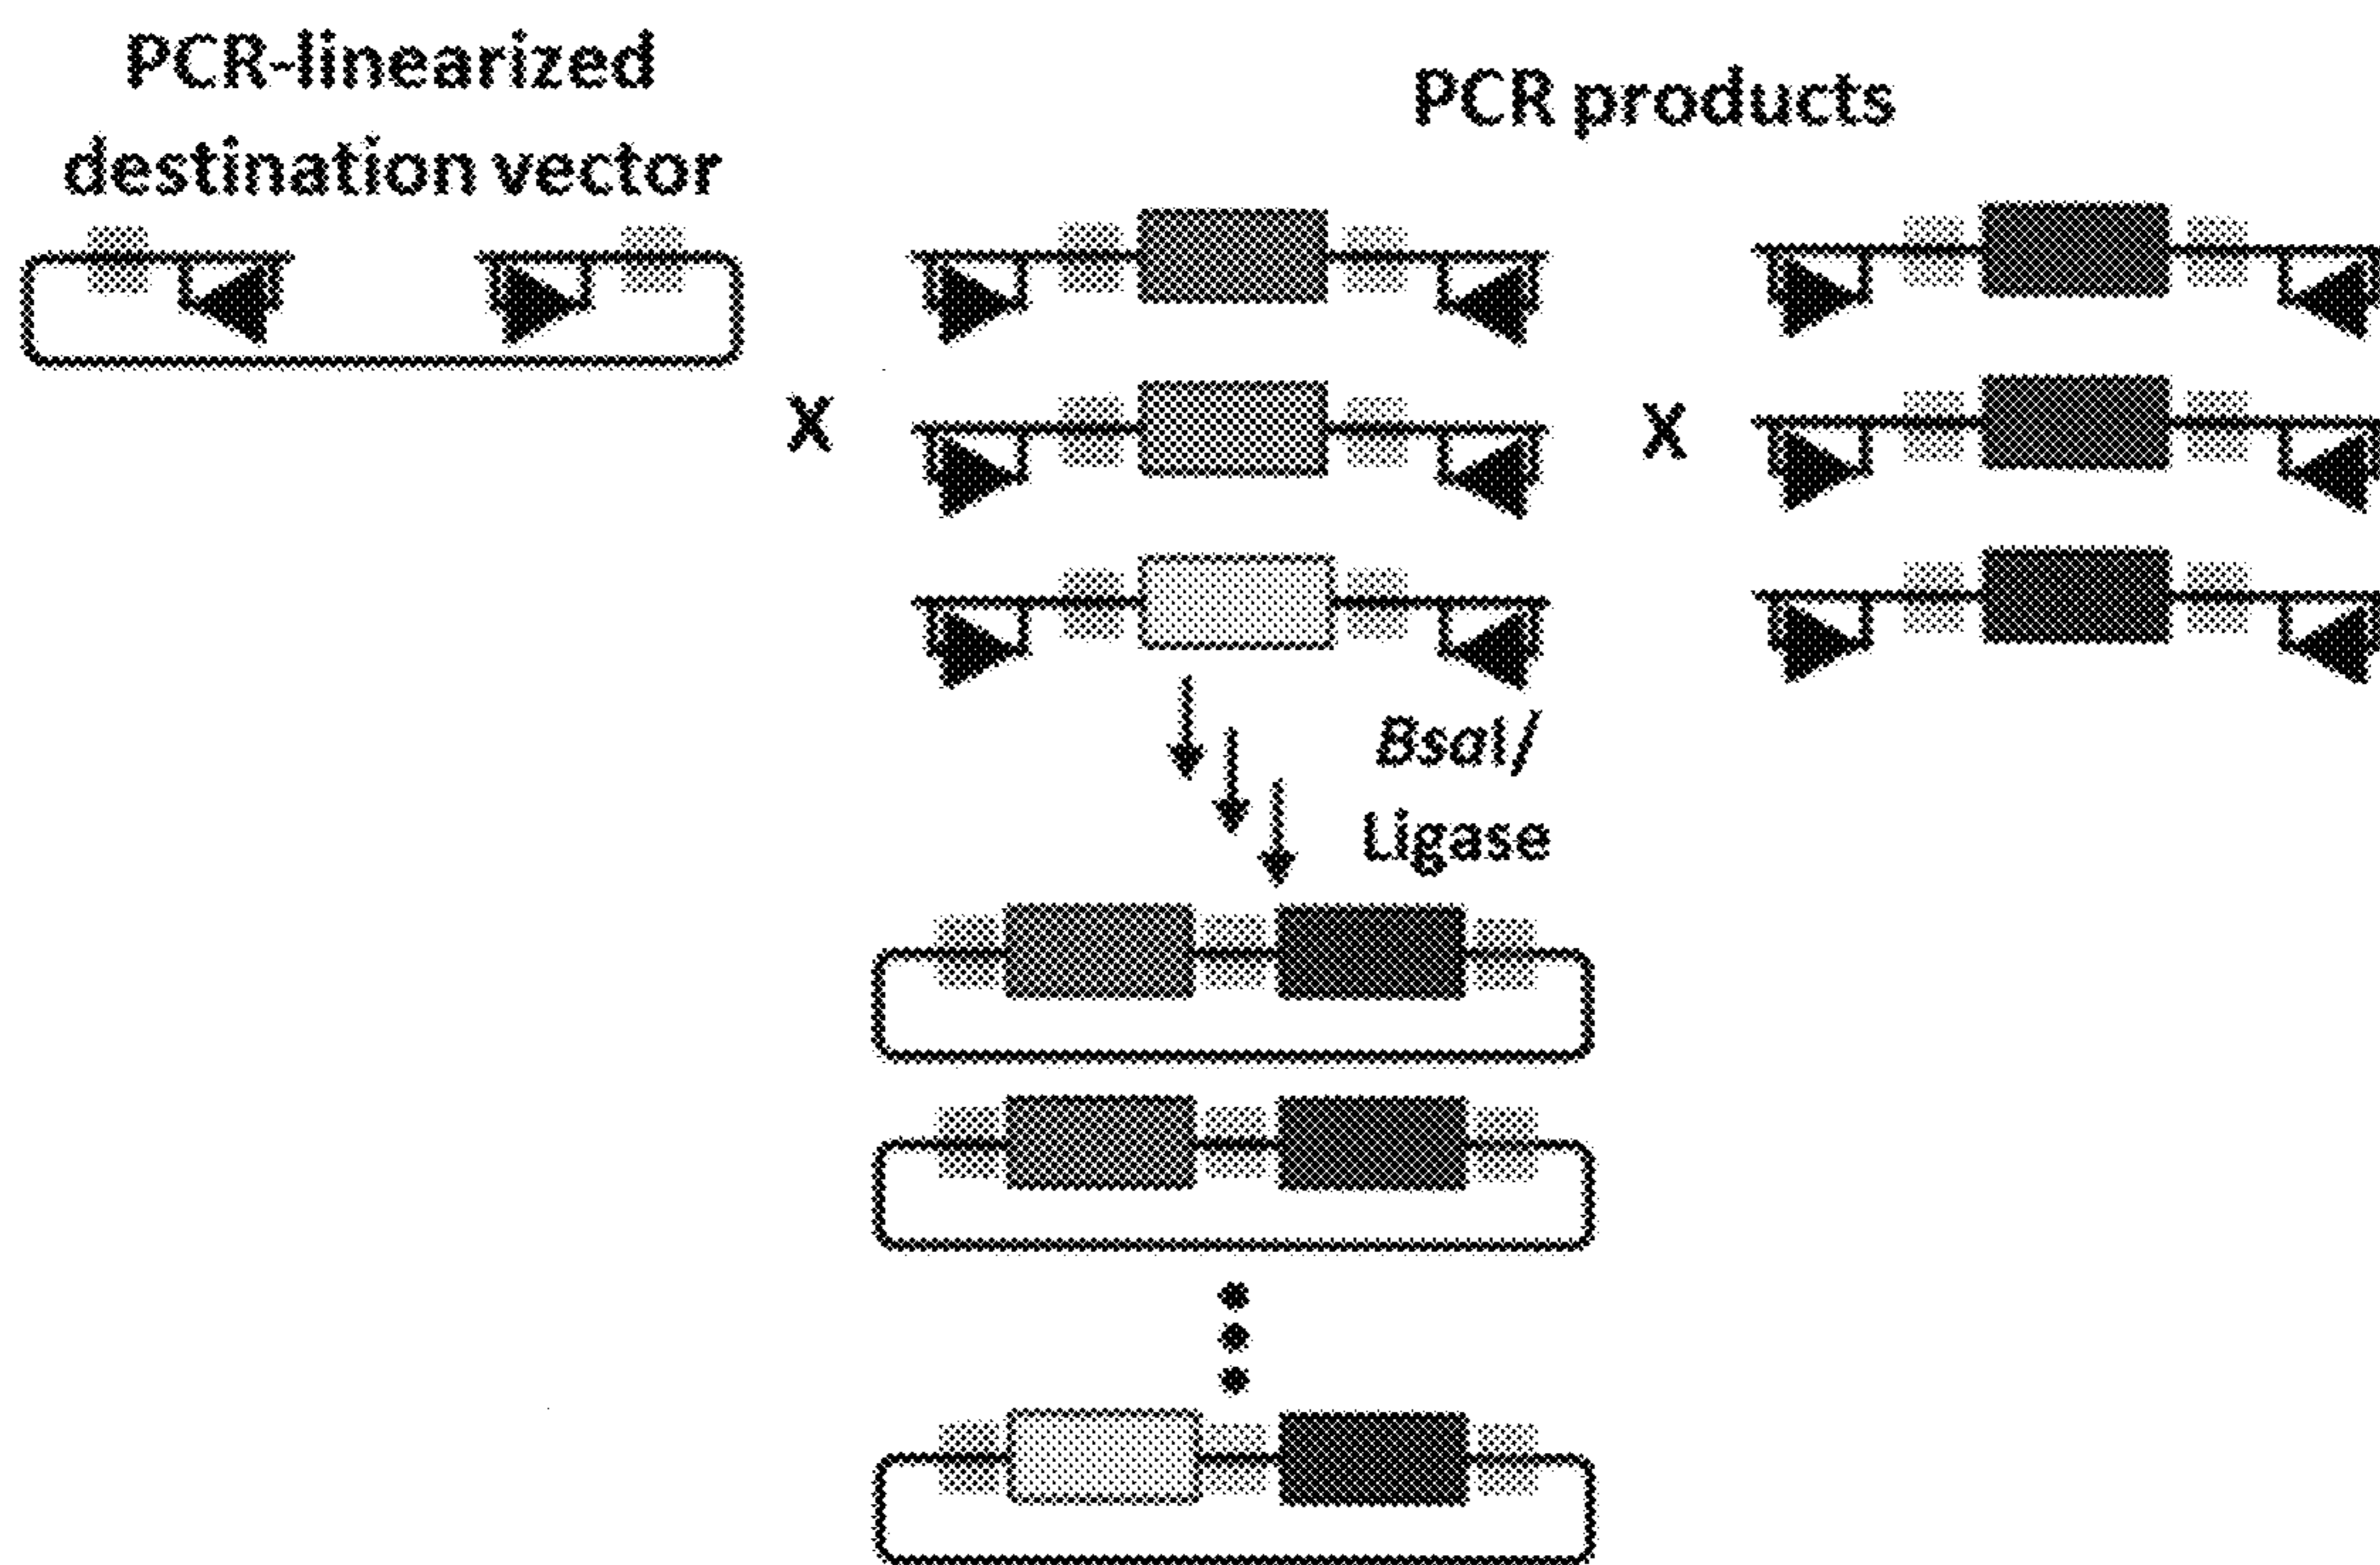 PCR-linearized
destination vector
PCR products
X
X
BsaI/
Ligase